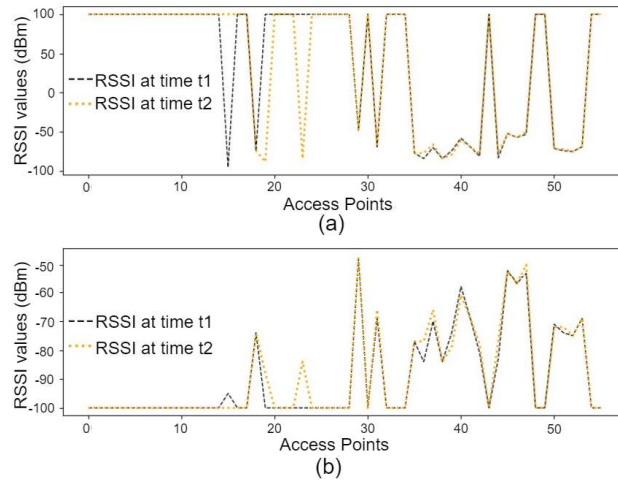 100
50
0
-50
-100
RSSI values (dBm)
RSSI at time t1
RSSI at time t2
0 10 20 30 40 50
Access Points
(a)
-50
-60
-70
-80
-90
-100
RSSI values (dBm)
RSSI at time t1
RSSI at time t2
0 10 20 30 40 50
Access Points
(b)